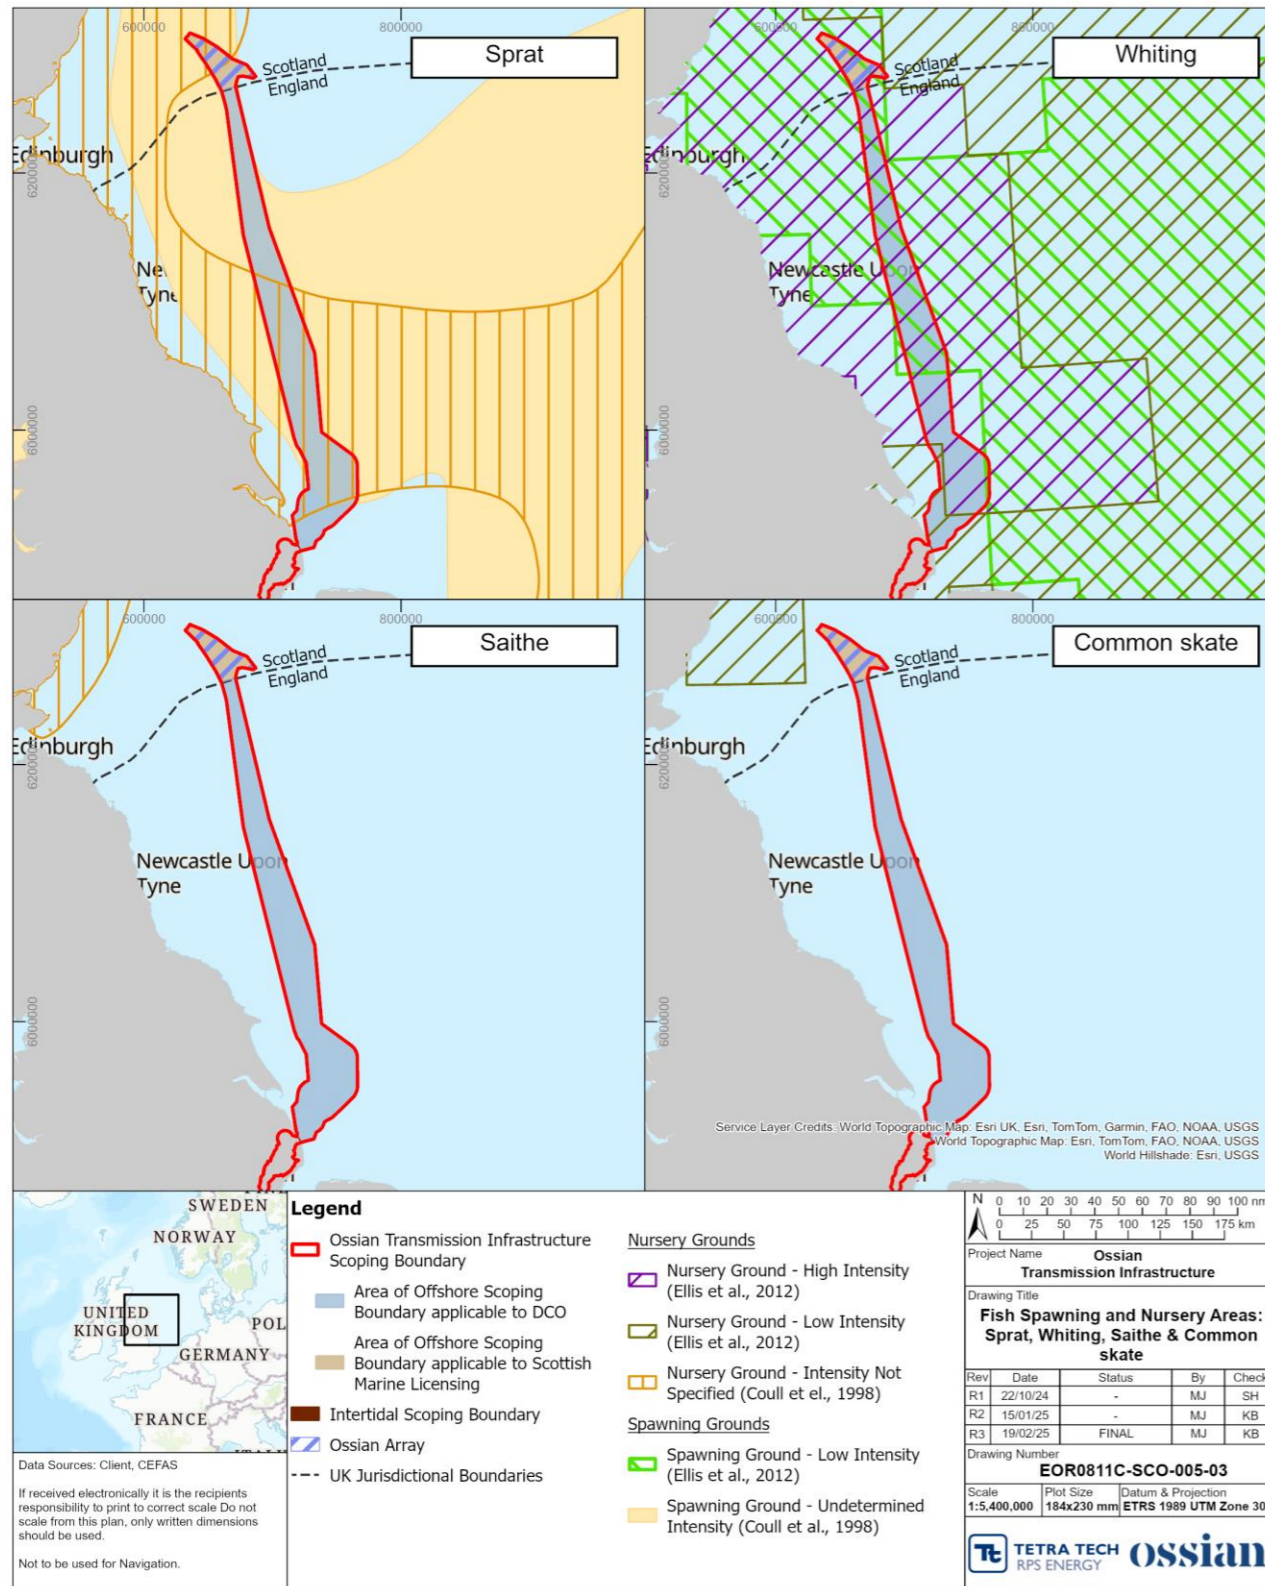 600000
800000
Sprat
Scotland
England
Edinburgh
620000
Ne
Tyne
6000000
600000
800000
Whiting
Scotland
England
Edinburgh
620000
Newcastle Upon
Tyne
6000000
600000
800000
Saithe
Scotland
England
Edinburgh
620000
Newcastle Upon
Tyne
6000000
600000
800000
Common skate
Scotland
England
Edinburgh
620000
Newcastle Upon
Tyne
6000000
Service Layer Credits: World Topographic Map: Esri UK, Esri, TomTom, Garmin, FAO, NOAA, USGS
World Topographic Map: Esri, TomTom, FAO, NOAA, USGS
World Hillshade: Esri, USGS
SWEDEN
NORWAY
UNITED
KINGDOM
POL
GERMANY
FRANCE
Data Sources: Client, CEFAS
If received electronically it is the recipients
responsibility to print to correct scale Do not
scale from this plan, only written dimensions
should be used.
Not to be used for Navigation.
Legend
Ossian Transmission Infrastructure
Scoping Boundary
Area of Offshore Scoping
Boundary applicable to DCO
Area of Offshore Scoping
Boundary applicable to Scottish
Marine Licensing
Intertidal Scoping Boundary
Ossian Array
UK Jurisdictional Boundaries
Nursery Grounds
Nursery Ground - High Intensity
(Ellis et al., 2012)
Nursery Ground - Low Intensity
(Ellis et al., 2012)
Nursery Ground - Intensity Not
Specified (Coull et el., 1998)
Spawning Grounds
Spawning Ground - Low Intensity
(Ellis et al., 2012)
Spawning Ground - Undetermined
Intensity (Coull et al., 1998)
N
0 10 20 30 40 50 60 70 80 90 100 nm
0 25 50 75 100 125 150 175 km
Project Name Ossian
Transmission Infrastructure
Drawing Title
Fish Spawning and Nursery Areas:
Sprat, Whiting, Saithe & Common
skate
Rev Date Status By Check
R1 22/10/24 - MJ SH
R2 15/01/25 - MJ KB
R3 19/02/25 FINAL MJ KB
Drawing Number
EOR0811C-SCO-005-03
Scale Plot Size Datum & Projection
1:5,400,000 184x230 mm ETRS 1989 UTM Zone 30
Tt TETRA TECH
RPS ENERGY
ossian